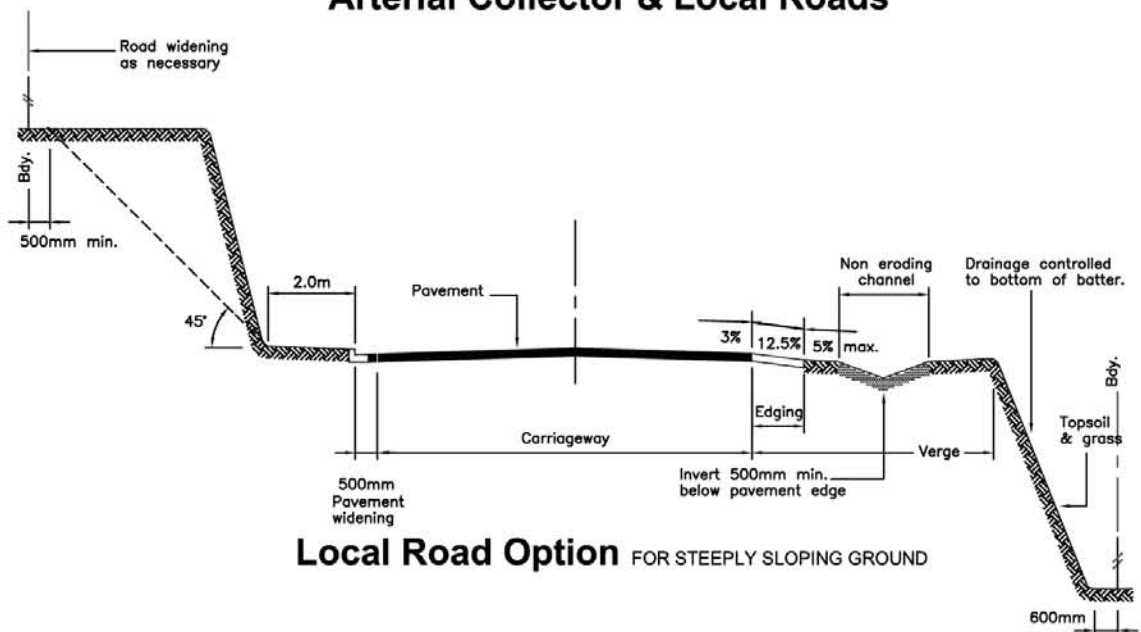 Arterial Collector & Local Roads
Road widening
as necessary
Bdy.
500mm min.
45°
2.0m
Pavement
3%
12.5%
5% max.
Non eroding
channel
Drainage controlled
to bottom of batter.
Bdy.
Edging
Carriageway
Verge
Topsoil
& grass
500mm
Pavement
widening
Invert 500mm min.
below pavement edge
Local Road Option FOR STEEPLY SLOPING GROUND
600mm